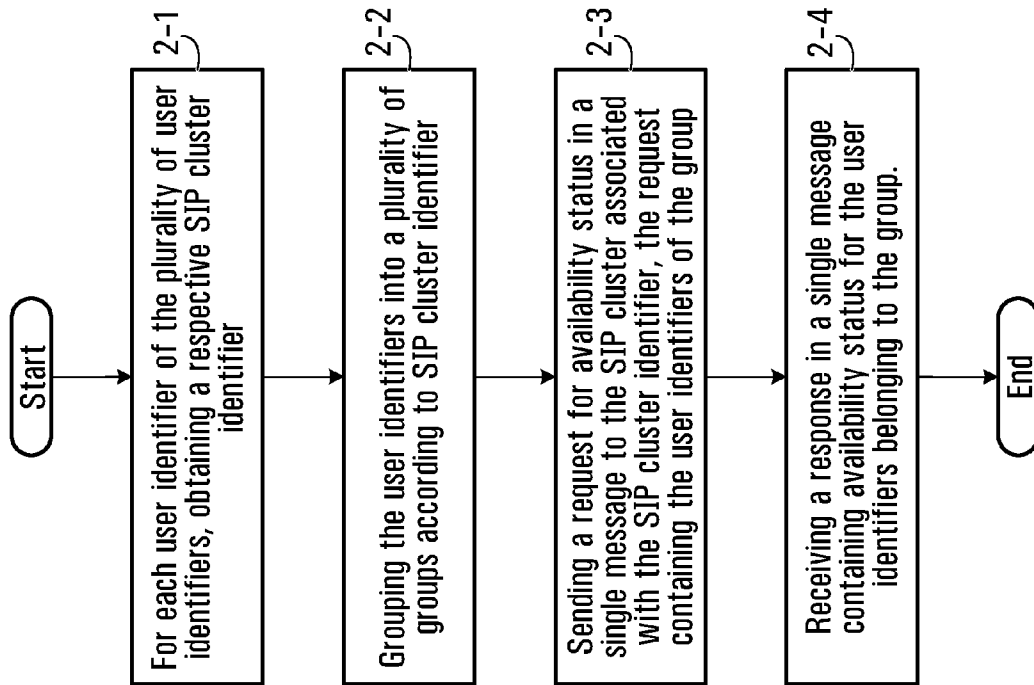 Start
2-1
For each user identifier of the plurality of user
identifiers, obtaining a respective SIP cluster
identifier
2-2
Grouping the user identifiers into a plurality of
groups according to SIP cluster identifier
2-3
Sending a request for availability status in a
single message to the SIP cluster associated
with the SIP cluster identifier, the request
containing the user identifiers of the group
2-4
Receiving a response in a single message
containing availability status for the user
identifiers belonging to the group.
End